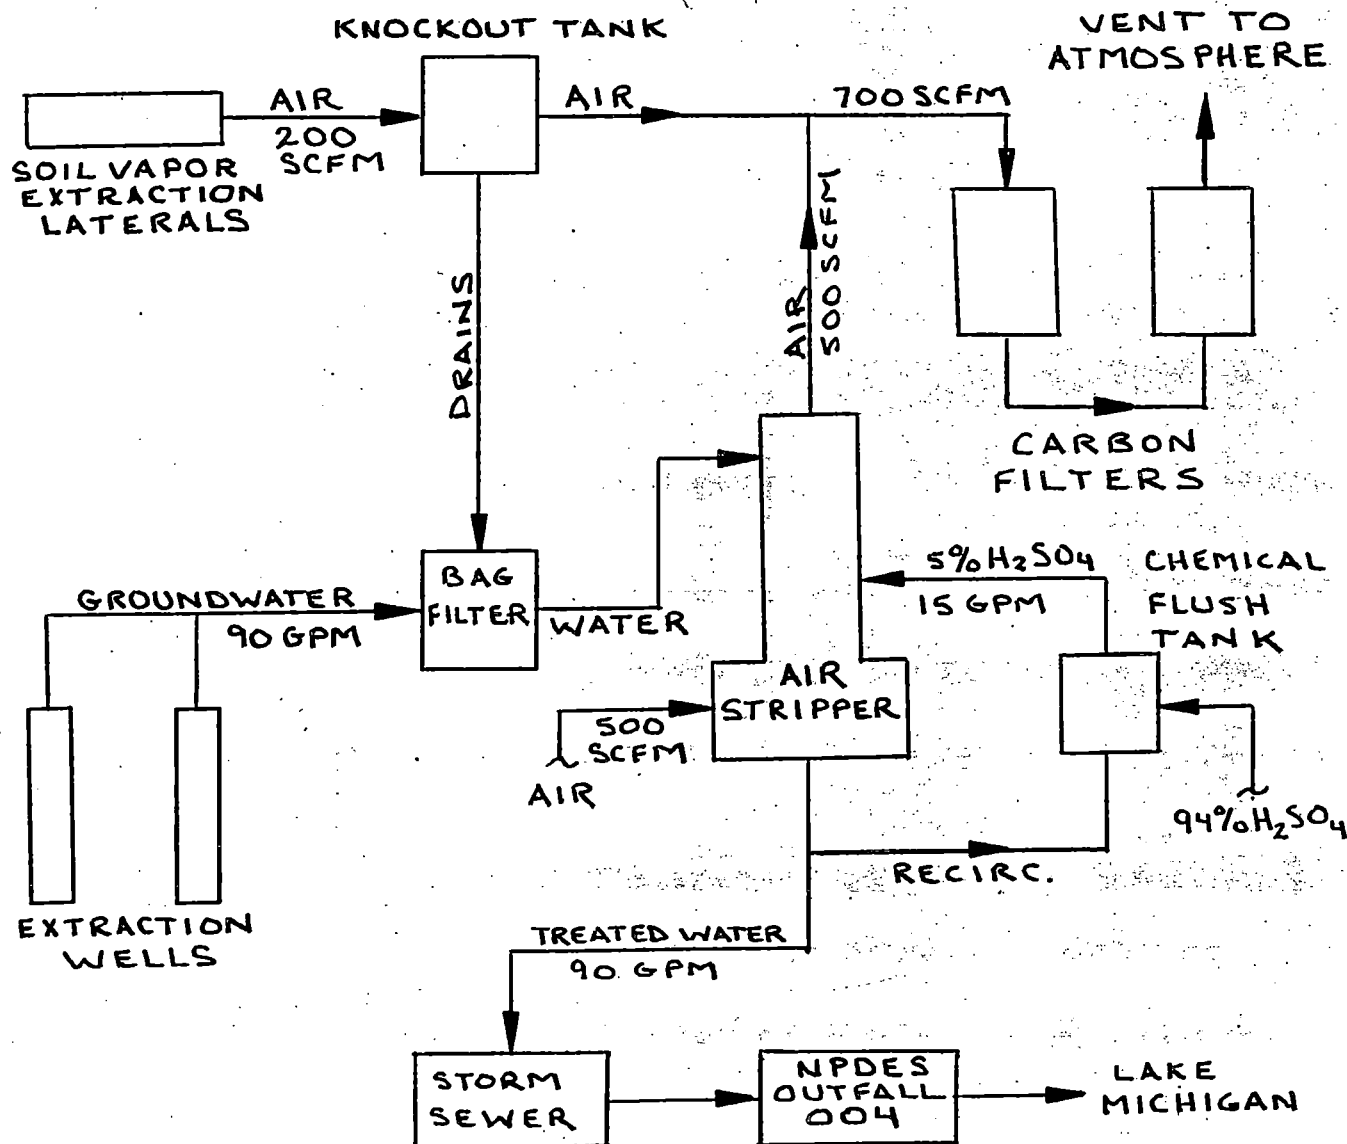 KNOCKOUT TANK
VENT TO
ATMOSPHERE
AIR
200
SCFM
AIR
700 SCFM
SOIL VAPOR
EXTRACTION
LATERALS
DRAINS
AIR
500 SCFM
CARBON
FILTERS
GROUNDWATER
90 GPM
BAG
FILTER
WATER
5% H₂SO₄
15 GPM
CHEMICAL
FLUSH
TANK
AIR
STRIPPER
500
SCFM
AIR
94% H₂SO₄
RECIRC.
EXTRACTION
WELLS
TREATED WATER
90 GPM
STORM
SEWER
NPDES
OUTFALL
004
LAKE
MICHIGAN